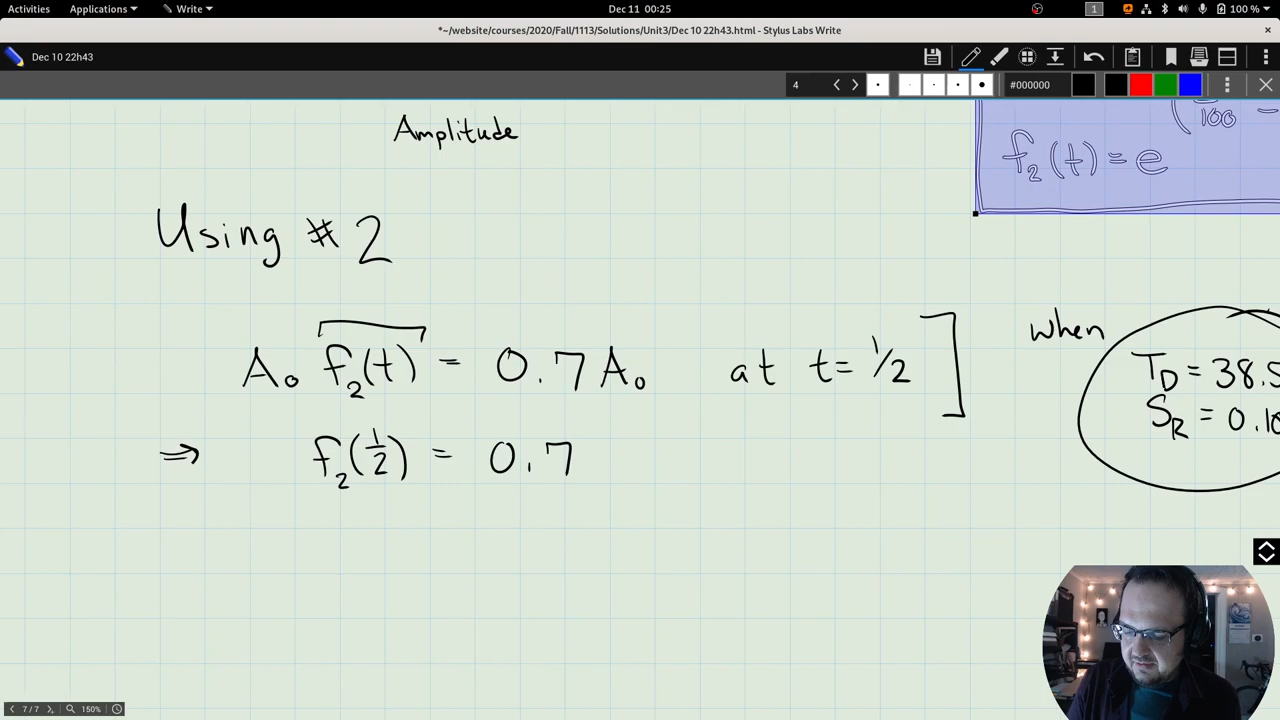 Activities Applications Write Dec 11 00:25 1 100 %
*~/website/courses/2020/Fall/1113/Solutions/Unit3/Dec 10 22h43.html - Stylus Labs Write
Dec 10 22h43
4 #000000
Amplitude
100
f₂(t) = e
Using # 2
A₀ f₂(t) = 0.7 A₀ at t = 1/2 ] when
T_D = 38.5
S_R = 0.10
⇒ f₂(1/2) = 0.7
7/7 150%